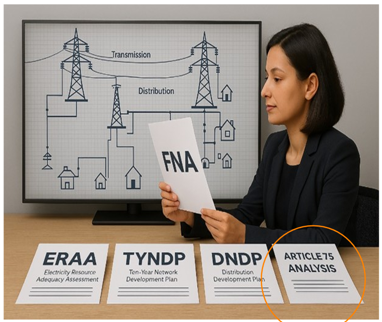 Transmission
Distribution
FNA
ERAA
Electricity Resource
Adequacy Assessment
TYNDP
Ten-Year Network
Development Plan
DNDP
Distribution
Development Plan
ARTICLE 75
ANALYSIS